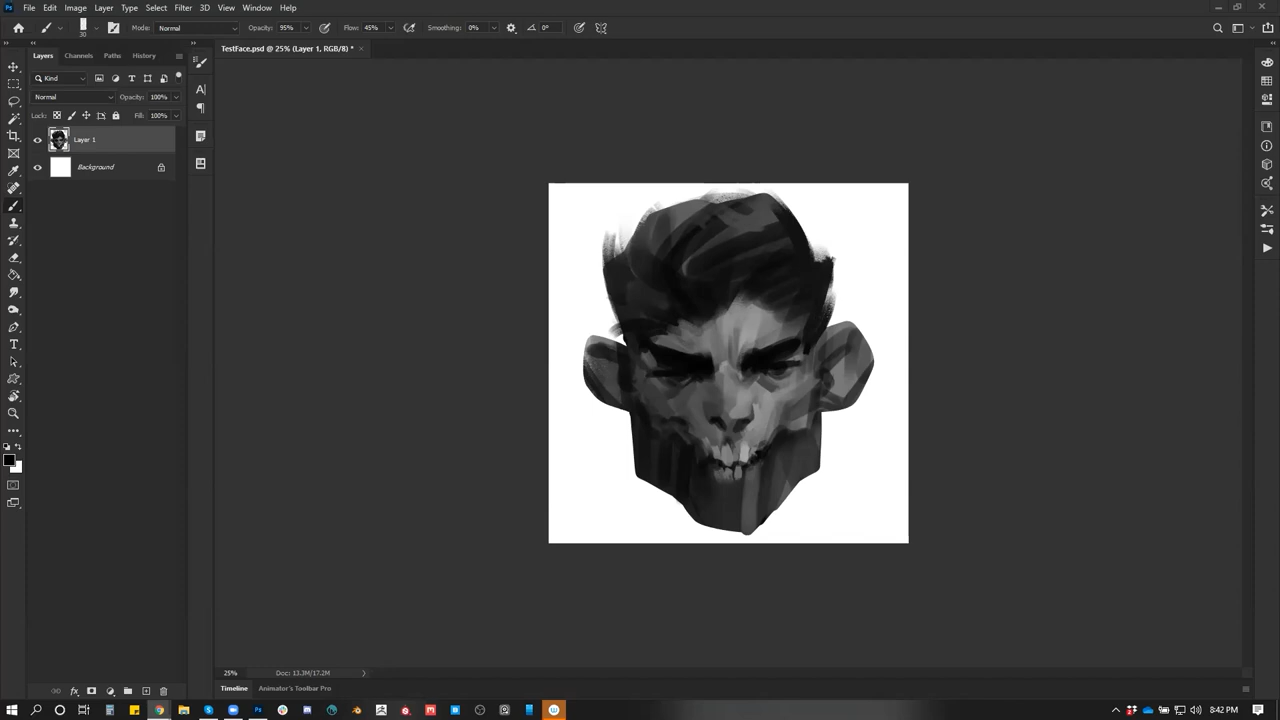 Ps File Edit Image Layer Type Select Filter 3D View Window Help
30 Mode: Normal Opacity: 95% Flow: 45% Smoothing: 0% 0°
Layers Channels Paths History
TestFace.psd @ 25% (Layer 1, RGB/8) *
Kind
Normal Opacity: 100%
Lock: Fill: 100%
Layer 1
Background
25% Doc: 13.3M/17.2M
Timeline Animator's Toolbar Pro
8:42 PM